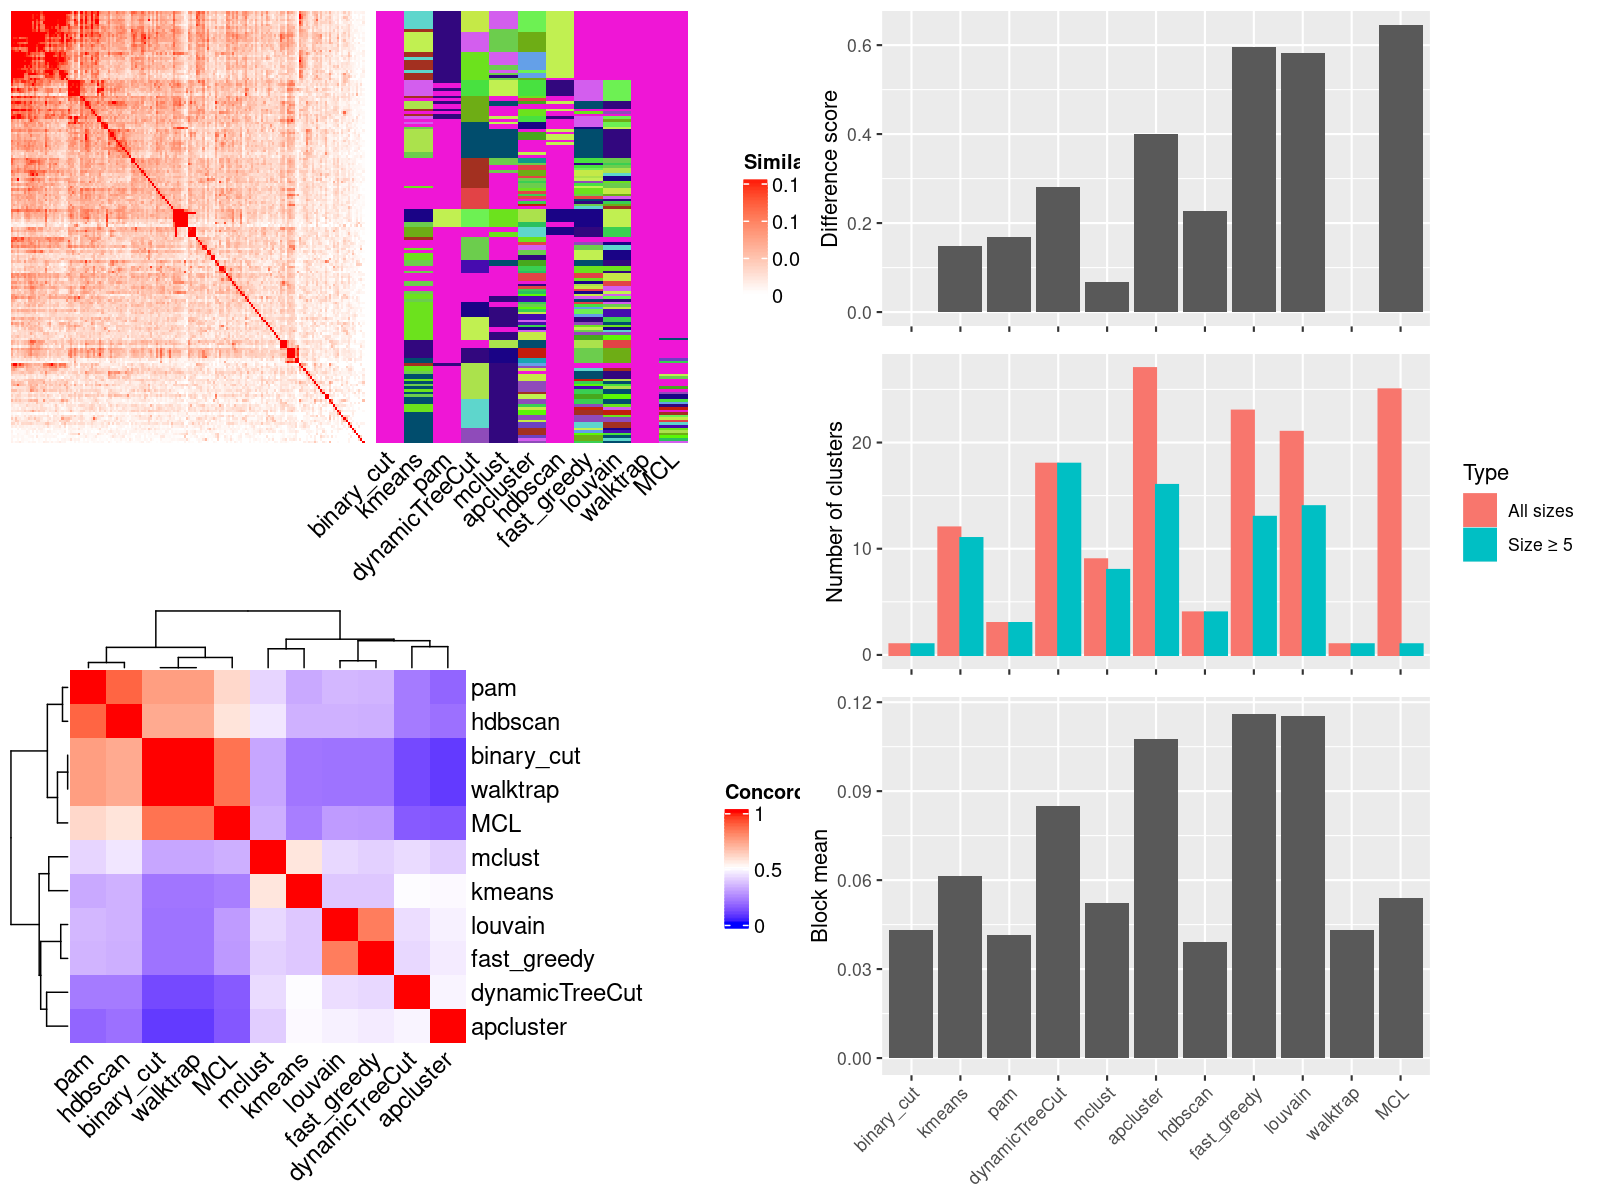 Simila
0.1
0.1
0.0
0
binary_cut
kmeans
pam
dynamicTreeCut
mclust
apcluster
hdbscan
fast_greedy
louvain
walktrap
MCL
pam
hdbscan
binary_cut
walktrap
MCL
mclust
kmeans
louvain
fast_greedy
dynamicTreeCut
apcluster
Concord
1
0.5
0
pam
hdbscan
binary_cut
walktrap
MCL
mclust
kmeans
louvain
fast_greedy
dynamicTreeCut
apcluster
Difference score
0.6
0.4
0.2
0.0
Number of clusters
20
10
0
Type
All sizes
Size ≥ 5
Block mean
0.12
0.09
0.06
0.03
0.00
binary_cut
kmeans
pam
dynamicTreeCut
mclust
apcluster
hdbscan
fast_greedy
louvain
walktrap
MCL